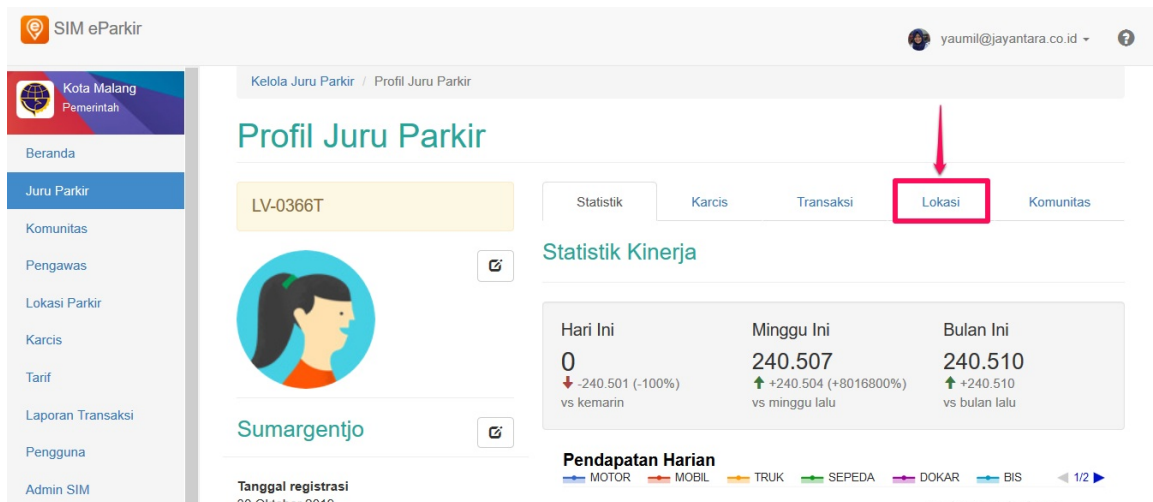 SIM eParkir
yaumil@jayantara.co.id
Kota Malang
Pemerintah
Beranda
Juru Parkir
Komunitas
Pengawas
Lokasi Parkir
Karcis
Tarif
Laporan Transaksi
Pengguna
Admin SIM
Kelola Juru Parkir / Profil Juru Parkir
Profil Juru Parkir
LV-0366T
Sumargentjo
Tanggal registrasi
Statistik Karcis Transaksi Lokasi Komunitas
Statistik Kinerja
Hari Ini Minggu Ini Bulan Ini
0 240.507 240.510
-240.501 (-100%) +240.504 (+8016800%) +240.510
vs kemarin vs minggu lalu vs bulan lalu
Pendapatan Harian
MOTOR MOBIL TRUK SEPEDA DOKAR BIS 1/2